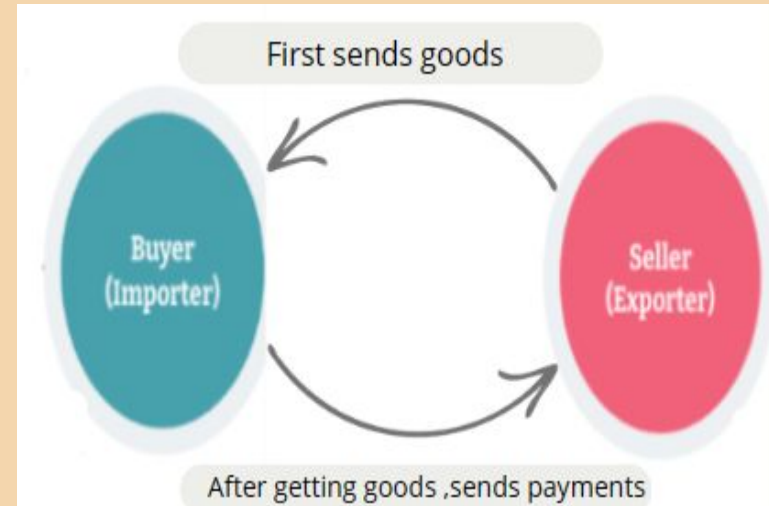 First sends goods
Buyer
(Importer)
Seller
(Exporter)
After getting goods ,sends payments